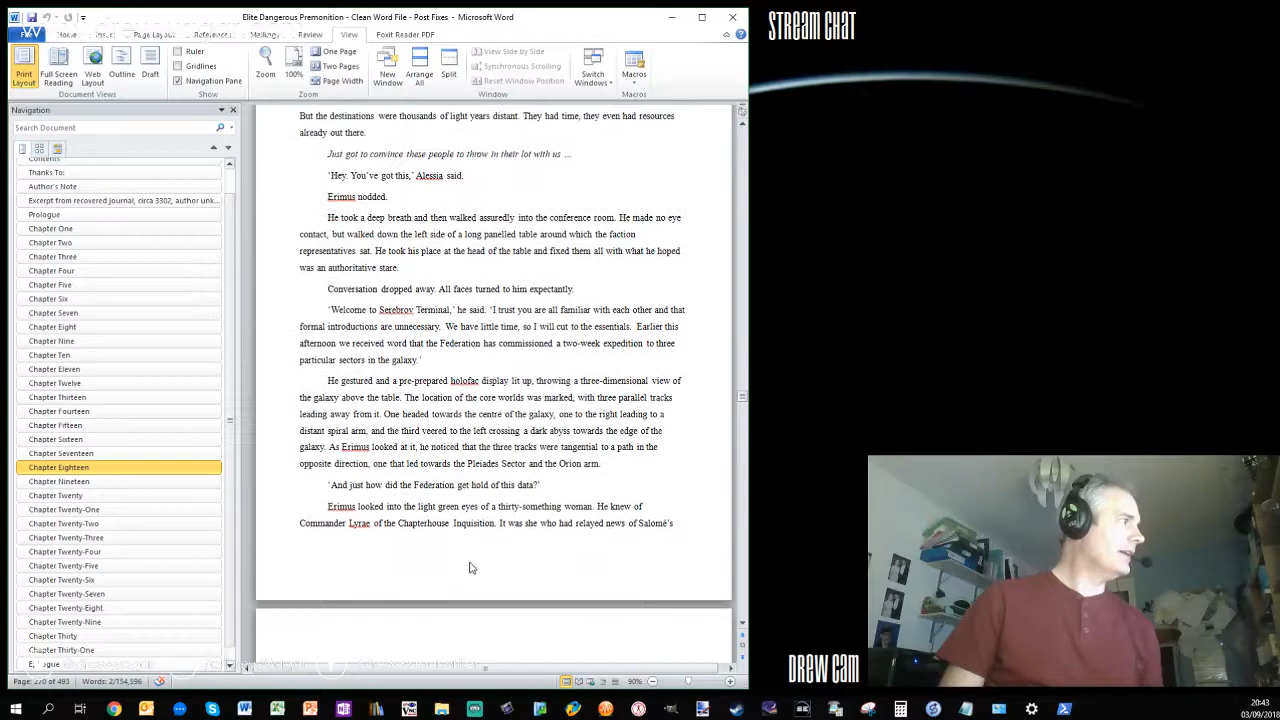 Elite Dangerous Premonition - Clean Word File - Post Fixes - Microsoft Word
STREAM CHAT
Home
Page Layout
References
Mailings
Review
View
Foxit Reader PDF
Ruler
Gridlines
Navigation Pane
One Page
Two Pages
Page Width
View Side by Side
Synchronous Scrolling
Reset Window Position
Print Layout
Full Screen Reading
Web Layout
Outline
Draft
Zoom
100%
New Window
Arrange All
Split
Switch Windows
Macros
Document Views
Show
Zoom
Window
Macros
Navigation
Search Document
Contents
Thanks To:
Author's Note
Excerpt from recovered journal, circa 3302, author unk...
Prologue
Chapter One
Chapter Two
Chapter Three
Chapter Four
Chapter Five
Chapter Six
Chapter Seven
Chapter Eight
Chapter Nine
Chapter Ten
Chapter Eleven
Chapter Twelve
Chapter Thirteen
Chapter Fourteen
Chapter Fifteen
Chapter Sixteen
Chapter Seventeen
Chapter Eighteen
Chapter Nineteen
Chapter Twenty
Chapter Twenty-One
Chapter Twenty-Two
Chapter Twenty-Three
Chapter Twenty-Four
Chapter Twenty-Five
Chapter Twenty-Six
Chapter Twenty-Seven
Chapter Twenty-Eight
Chapter Twenty-Nine
Chapter Thirty
Chapter Thirty-One
But the destinations were thousands of light years distant. They had time, they even had resources
already out there.
Just got to convince these people to throw in their lot with us …
‘Hey. You’ve got this,’ Alessia said.
Erimus nodded.
He took a deep breath and then walked assuredly into the conference room. He made no eye
contact, but walked down the left side of a long panelled table around which the faction
representatives sat. He took his place at the head of the table and fixed them all with what he hoped
was an authoritative stare.
Conversation dropped away. All faces turned to him expectantly.
‘Welcome to Serebrov Terminal,’ he said. ‘I trust you are all familiar with each other and that
formal introductions are unnecessary. We have little time, so I will cut to the essentials. Earlier this
afternoon we received word that the Federation has commissioned a two-week expedition to three
particular sectors in the galaxy.’
He gestured and a pre-prepared holofac display lit up, throwing a three-dimensional view of
the galaxy above the table. The location of the core worlds was marked, with three parallel tracks
leading away from it. One headed towards the centre of the galaxy, one to the right leading to a
distant spiral arm, and the third veered to the left crossing a dark abyss towards the edge of the
galaxy. As Erimus looked at it, he noticed that the three tracks were tangential to a path in the
opposite direction, one that led towards the Pleiades Sector and the Orion arm.
‘And just how did the Federation get hold of this data?’
Erimus looked into the light green eyes of a thirty-something woman. He knew of
Commander Lyrae of the Chapterhouse Inquisition. It was she who had relayed news of Salomé’s
DREW CAM
Page: 270 of 493
Words: 2/154,596
90%
20:43
03/09/2018